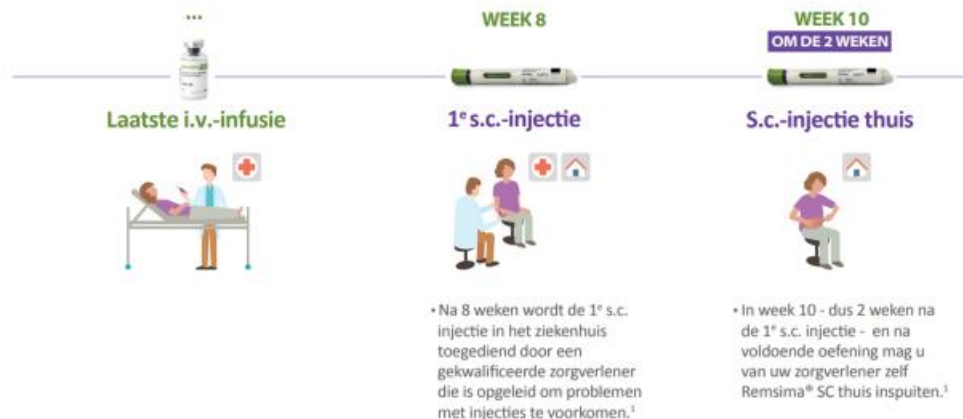 ...
WEEK 8
WEEK 10
OM DE 2 WEKEN
Laatste i.v.-infusie
1e s.c.-injectie
S.c.-injectie thuis
• Na 8 weken wordt de 1e s.c.
injectie in het ziekenhuis
toegediend door een
gekwalificeerde zorgverlener
die is opgeleid om problemen
met injecties te voorkomen.1
• In week 10 - dus 2 weken na
de 1e s.c. injectie - en na
voldoende oefening mag u
van uw zorgverlener zelf
Remsima® SC thuis inspuiten.1